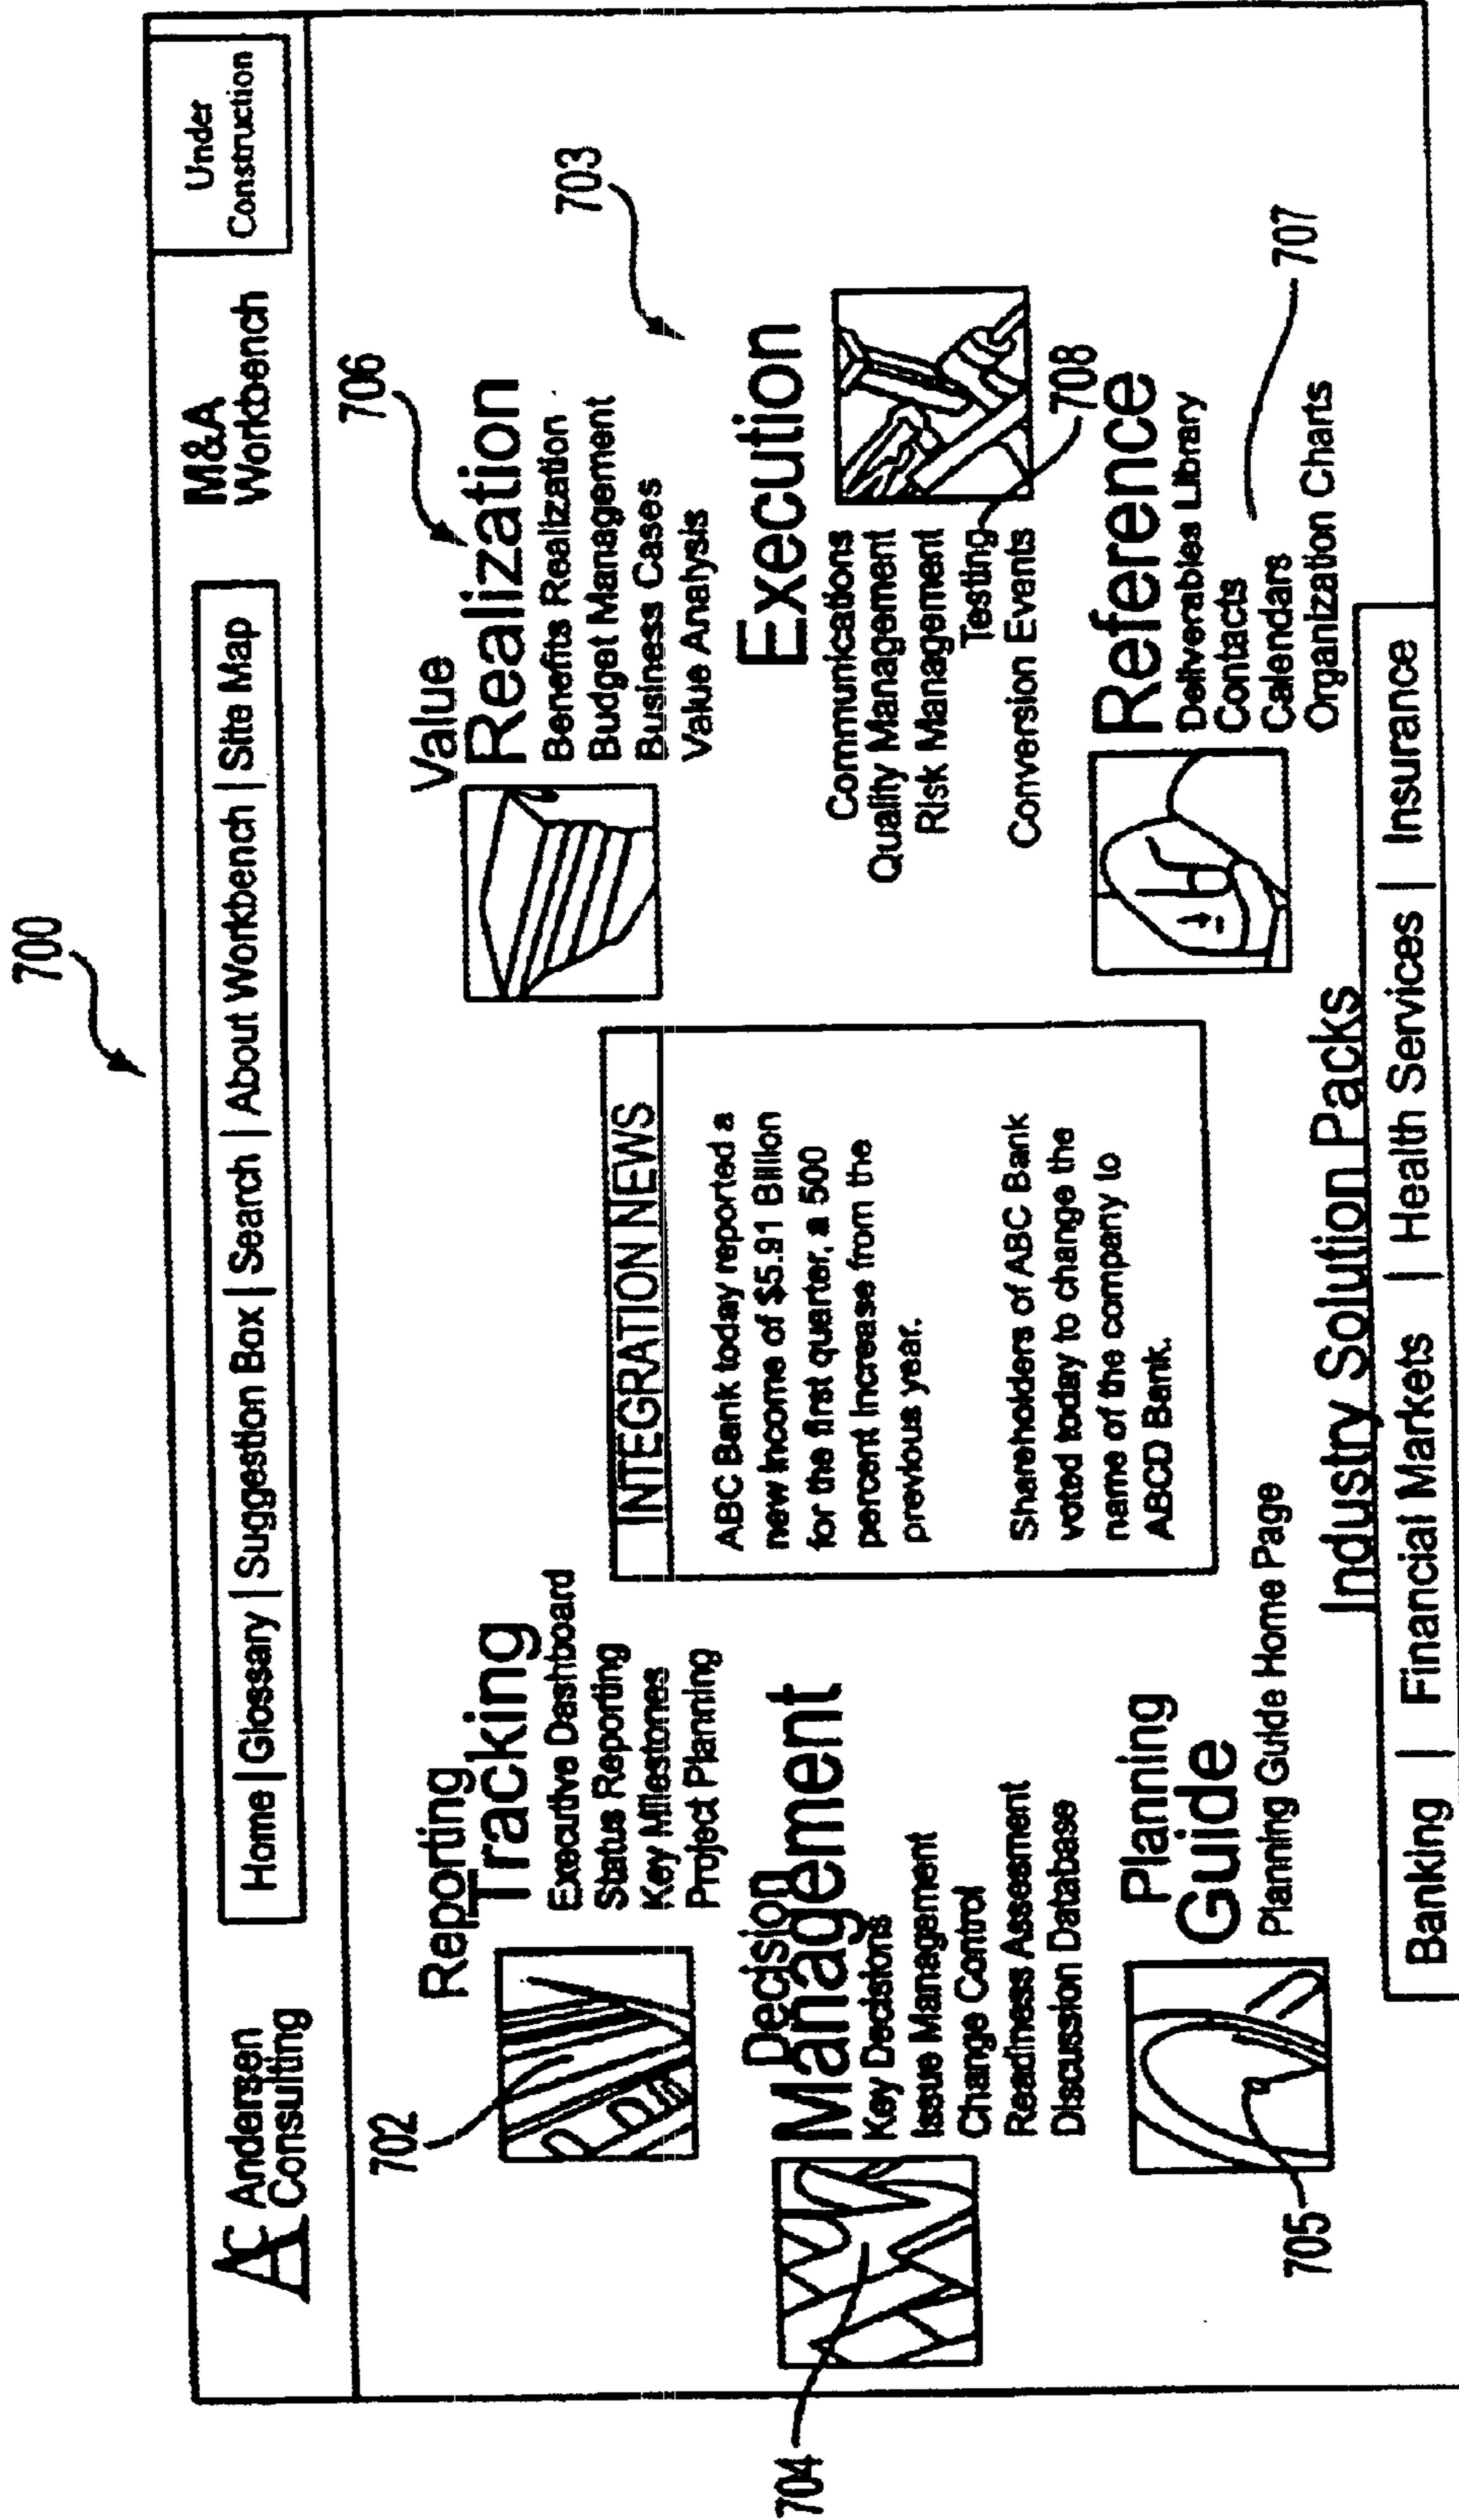 700
AC Andersen
Consulting
Home | Glossary | Suggestion Box | Search | About Workbench | Site Map
M&A
Workbench
Under
Construction
702
Reporting
Tracking
Executive Dashboard
Status Reporting
Key Milestones
Project Planning
704
Decision
Management
Key Decisions
Issue Management
Change Control
Readiness Assesment
Discussion Database
705
Planning
Guide
Planning Guide Home Page
INTEGRATION NEWS
ABC Bank today reported a
new income of $5.91 Billion
for the first quarter, a 500
percent increase from the
previous year.
Shareholders of ABC Bank
voted today to change the
name of the company to
ABCD Bank.
706
Value
Realization
Benefits Realization
Budget Management
Business Cases
Value Analysis
703
Execution
Communications
Quality Management
Risk Management
Testing
Conversion Events
708
Reference
Deliverables Library
Contacts
Calendars
Organization Charts
707
Industry Solution Packs
Banking | Financial Markets | Health Services | Insurance